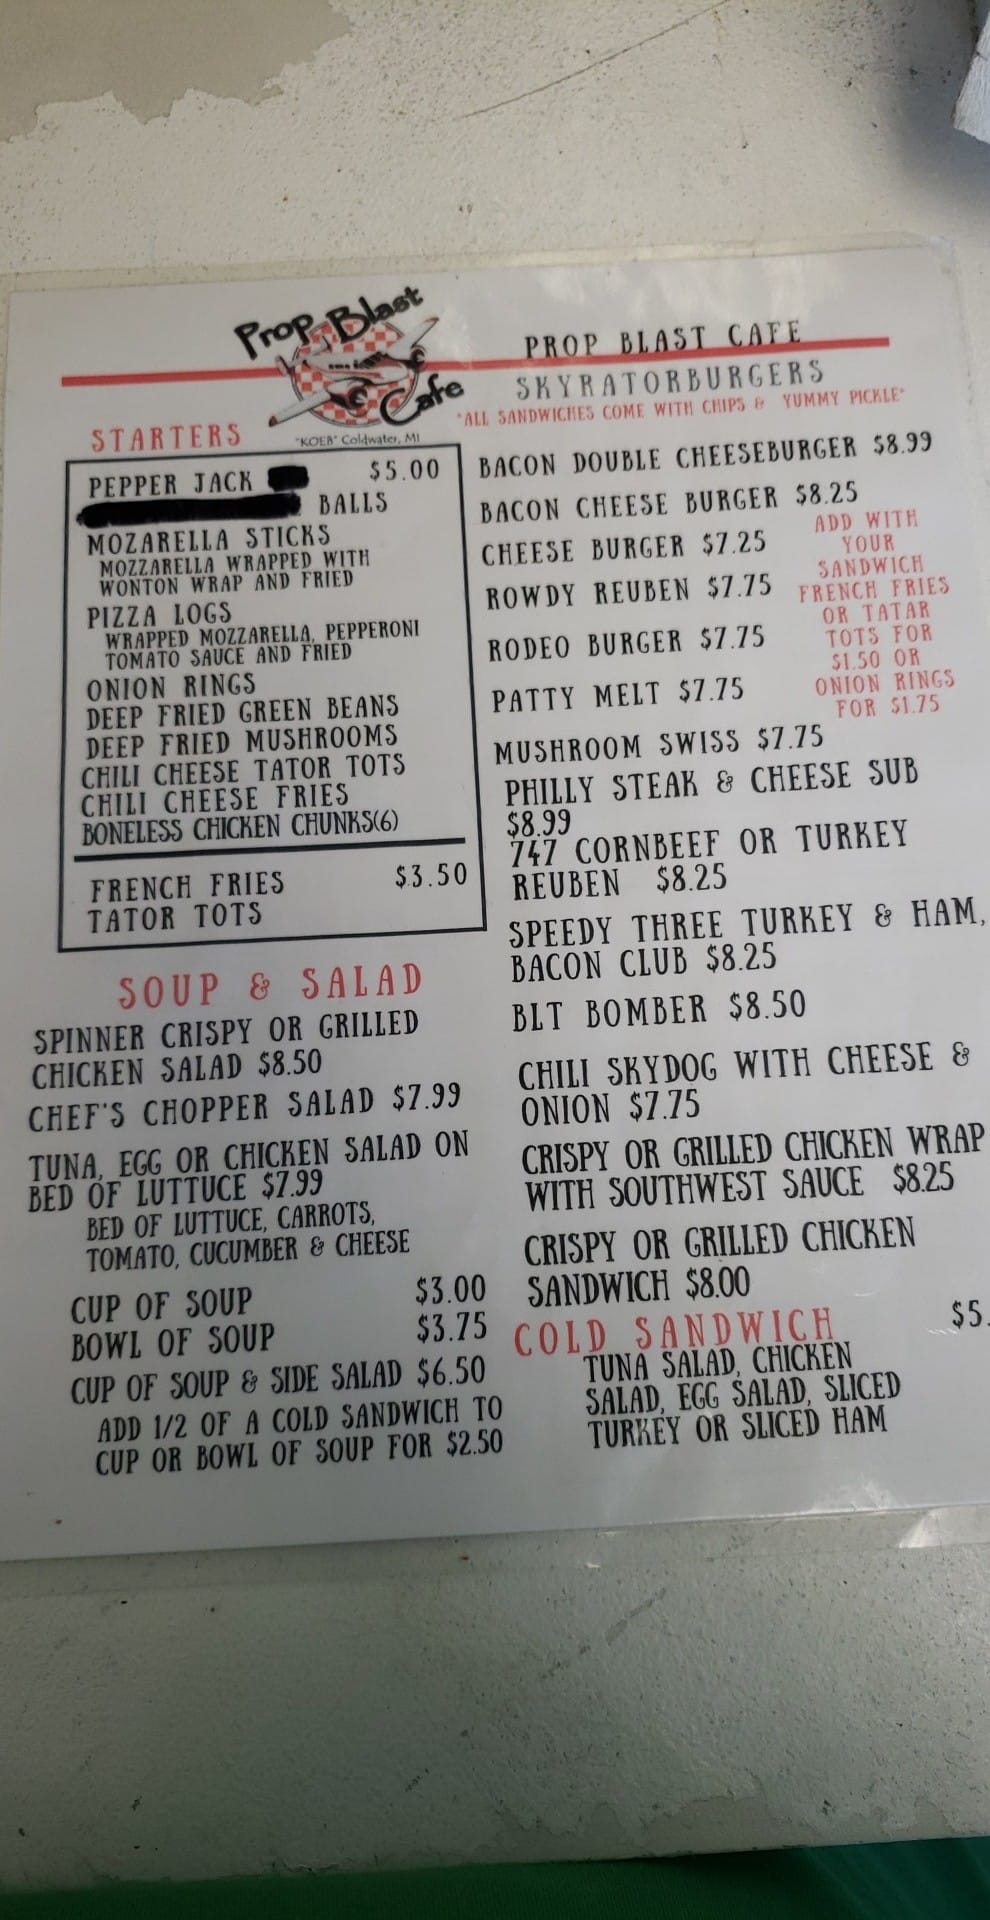 Prop Blast
Cafe
"KOEB" Coldwater, MI
STARTERS
PEPPER JACK $5.00
BALLS
MOZARELLA STICKS
MOZZARELLA WRAPPED WITH
WONTON WRAP AND FRIED
PIZZA LOGS
WRAPPED MOZZARELLA, PEPPERONI
TOMATO SAUCE AND FRIED
ONION RINGS
DEEP FRIED GREEN BEANS
DEEP FRIED MUSHROOMS
CHILI CHEESE TATOR TOTS
CHILI CHEESE FRIES
BONELESS CHICKEN CHUNKS(6)
FRENCH FRIES $3.50
TATOR TOTS
SOUP & SALAD
SPINNER CRISPY OR GRILLED
CHICKEN SALAD $8.50
CHEF'S CHOPPER SALAD $7.99
TUNA, EGG OR CHICKEN SALAD ON
BED OF LUTTUCE $7.99
BED OF LUTTUCE, CARROTS,
TOMATO, CUCUMBER & CHEESE
CUP OF SOUP $3.00
BOWL OF SOUP $3.75
CUP OF SOUP & SIDE SALAD $6.50
ADD 1/2 OF A COLD SANDWICH TO
CUP OR BOWL OF SOUP FOR $2.50
PROP BLAST CAFE
SKYRATORBURGERS
*ALL SANDWICHES COME WITH CHIPS & YUMMY PICKLE*
BACON DOUBLE CHEESEBURGER $8.99
BACON CHEESE BURGER $8.25
CHEESE BURGER $7.25
ROWDY REUBEN $7.75
RODEO BURGER $7.75
PATTY MELT $7.75
MUSHROOM SWISS $7.75
ADD WITH
YOUR
SANDWICH
FRENCH FRIES
OR TATAR
TOTS FOR
$1.50 OR
ONION RINGS
FOR $1.75
PHILLY STEAK & CHEESE SUB
$8.99
747 CORNBEEF OR TURKEY
REUBEN $8.25
SPEEDY THREE TURKEY & HAM,
BACON CLUB $8.25
BLT BOMBER $8.50
CHILI SKYDOG WITH CHEESE &
ONION $7.75
CRISPY OR GRILLED CHICKEN WRAP
WITH SOUTHWEST SAUCE $8.25
CRISPY OR GRILLED CHICKEN
SANDWICH $8.00
COLD SANDWICH $5.
TUNA SALAD, CHICKEN
SALAD, EGG SALAD, SLICED
TURKEY OR SLICED HAM